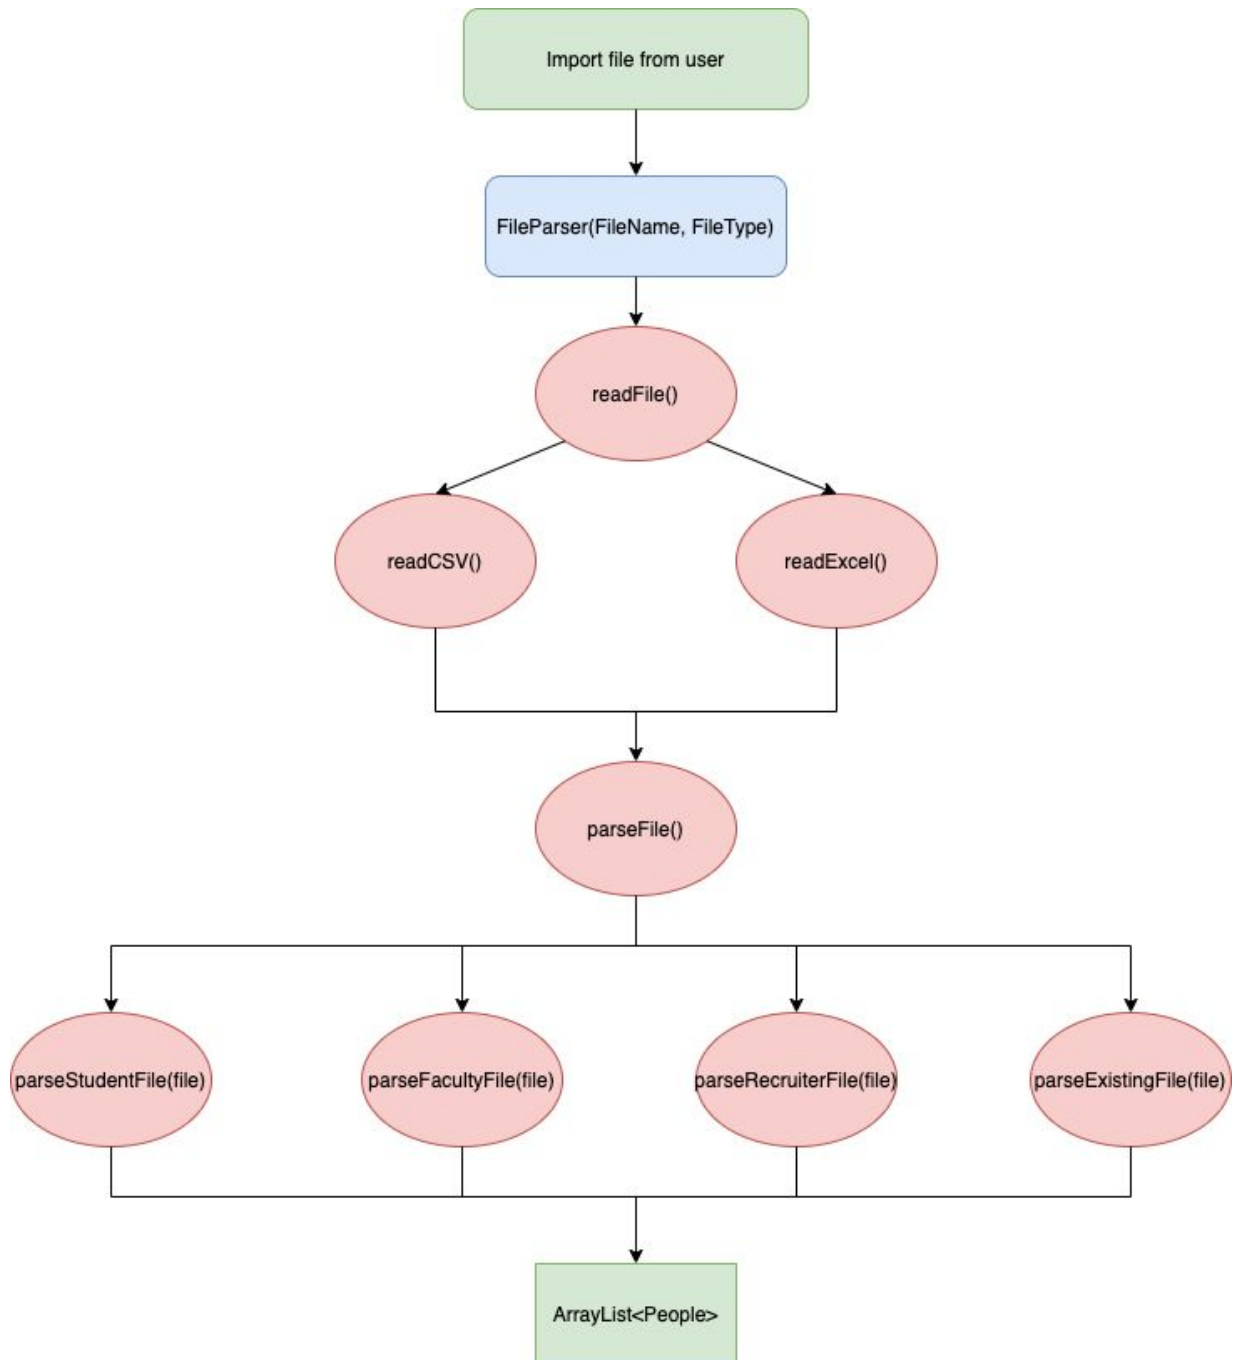 Import file from user
FileParser(FileName, FileType)
readFile()
readCSV()
readExcel()
parseFile()
parseStudentFile(file)
parseFacultyFile(file)
parseRecruiterFile(file)
parseExistingFile(file)
ArrayList<People>